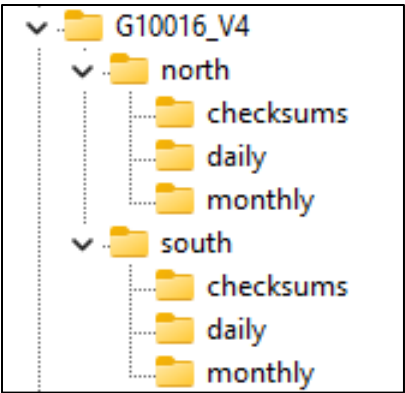 G10016_V4
north
checksums
daily
monthly
south
checksums
daily
monthly